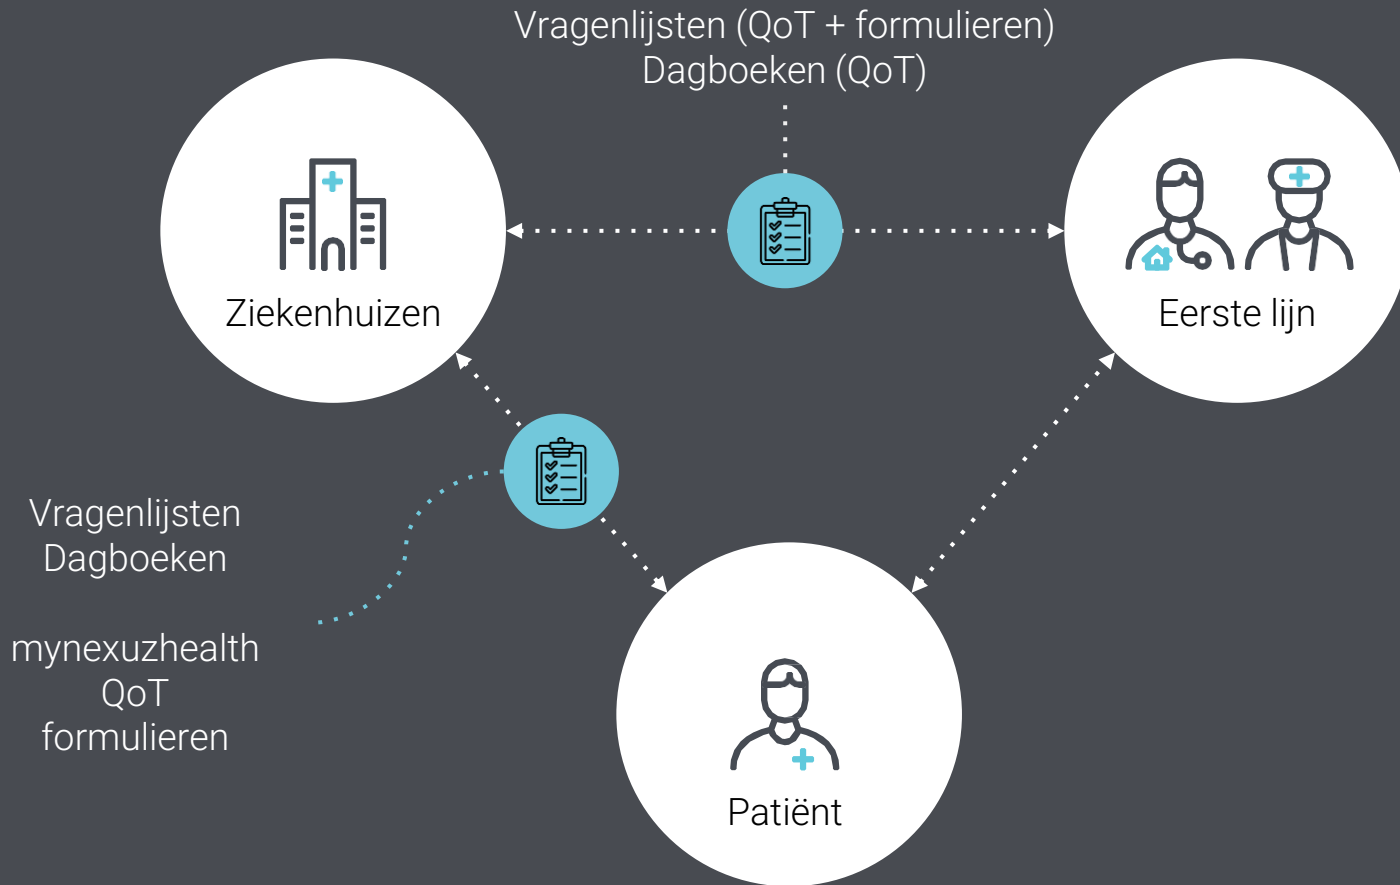 Vragenlijsten (QoT + formulieren)
Dagboeken (QoT)
Ziekenhuizen
Eerste lijn
Vragenlijsten
Dagboeken
mynexuzhealth
QoT
formulieren
Patiënt